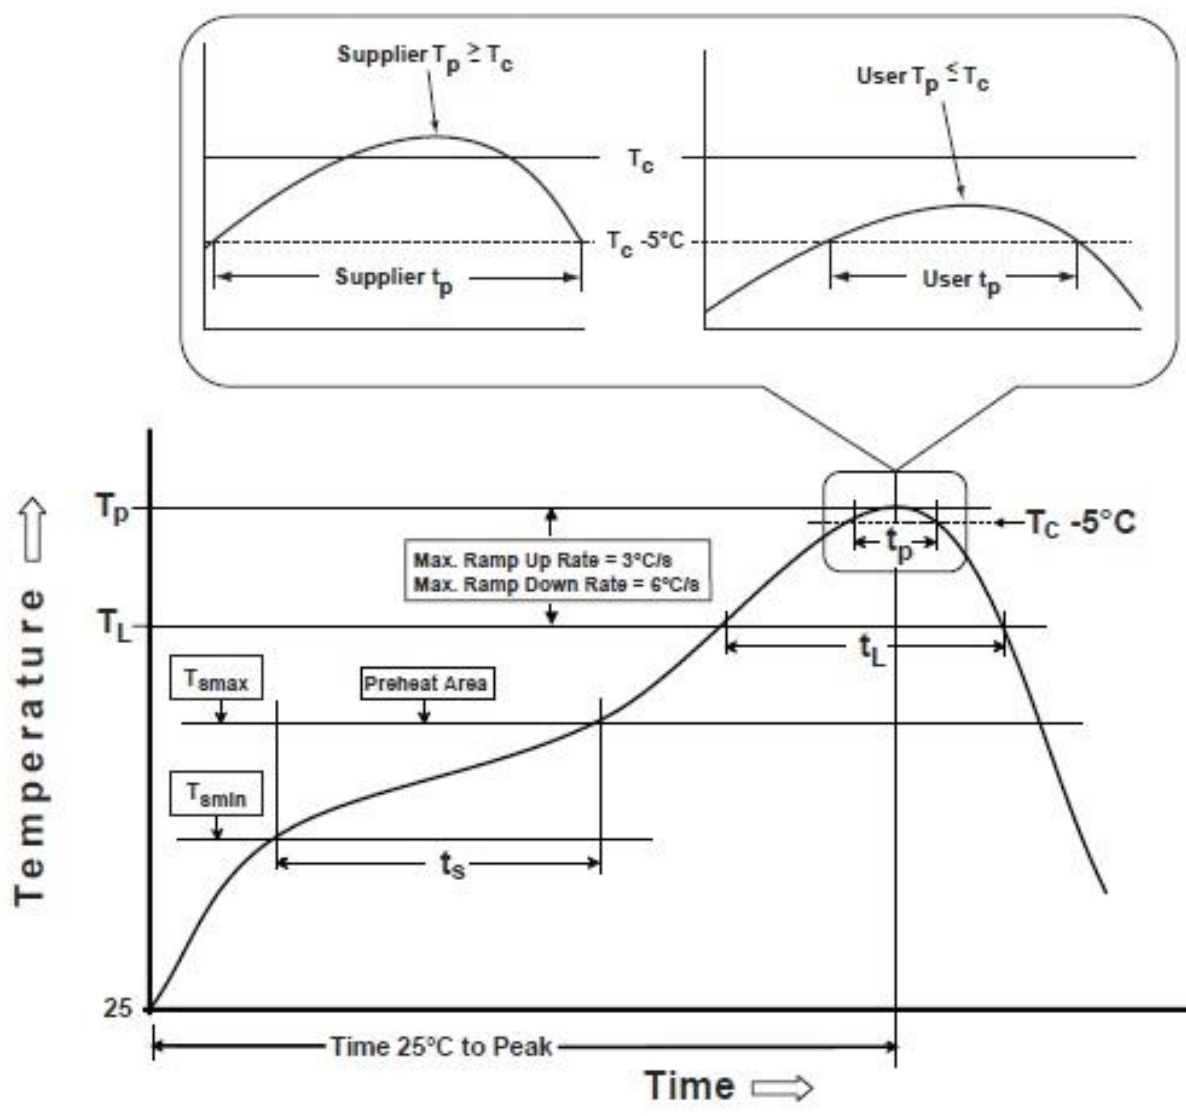 Supplier Tp ≥ Tc
User Tp ≤ Tc
Tc
Tc -5°C
Supplier tp
User tp
Tp
Tc -5°C
tp
Max. Ramp Up Rate = 3°C/s
Max. Ramp Down Rate = 6°C/s
TL
tL
Tsmax
Preheat Area
Tsmin
ts
Temperature
25
Time 25°C to Peak
Time